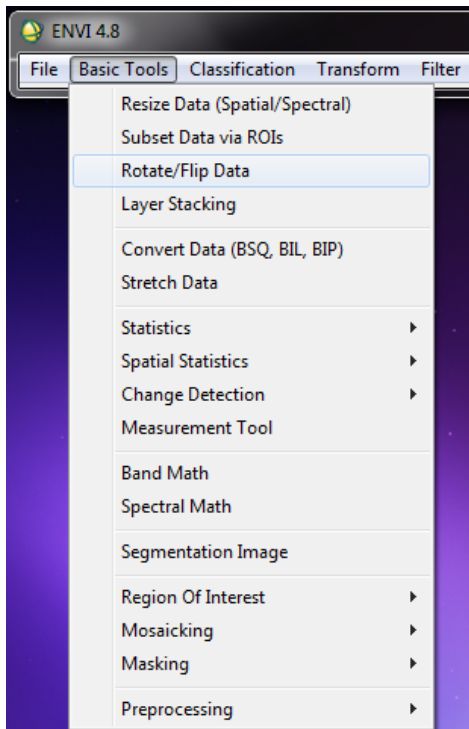 ENVI 4.8
File Basic Tools Classification Transform Filter
Resize Data (Spatial/Spectral)
Subset Data via ROIs
Rotate/Flip Data
Layer Stacking
Convert Data (BSQ, BIL, BIP)
Stretch Data
Statistics
Spatial Statistics
Change Detection
Measurement Tool
Band Math
Spectral Math
Segmentation Image
Region Of Interest
Mosaicking
Masking
Preprocessing